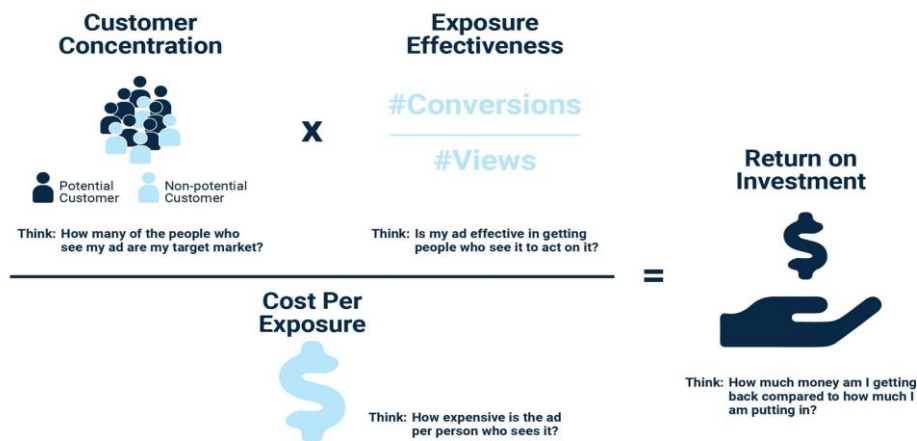 Customer
Concentration
Exposure
Effectiveness
x
#Conversions
#Views
Potential
Customer
Non-potential
Customer
Think: How many of the people who
see my ad are my target market?
Think: Is my ad effective in getting
people who see it to act on it?
Cost Per
Exposure
$
Think: How expensive is the ad
per person who sees it?
=
Return on
Investment
$
Think: How much money am I getting
back compared to how much I
am putting in?